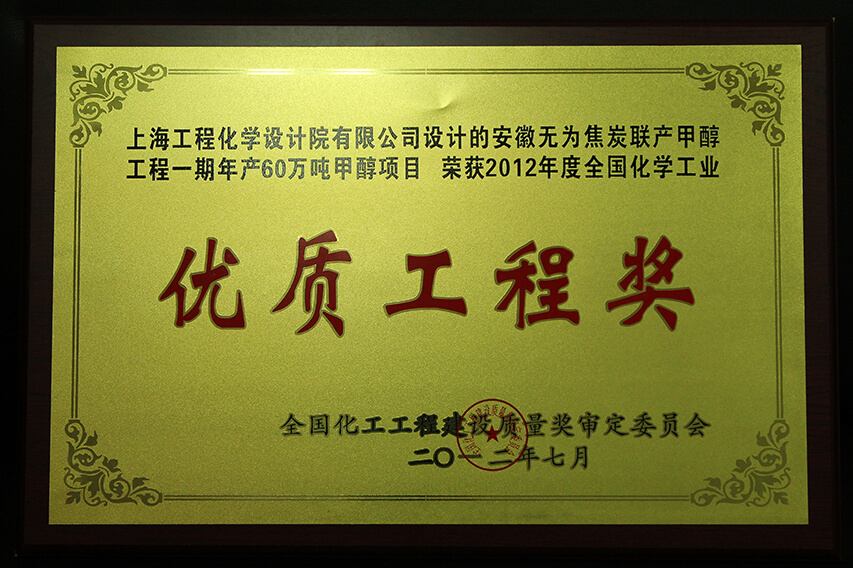 上海工程化学设计院有限公司设计的安徽无为焦炭联产甲醇
工程一期年产60万吨甲醇项目 荣获2012年度全国化学工业
优质工程奖
全国化工工程建设质量奖审定委员会
二〇一二年七月